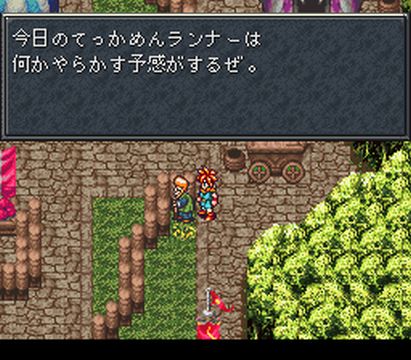 今日のてっかめんランナーは
何かやらかす予感がするぜ。